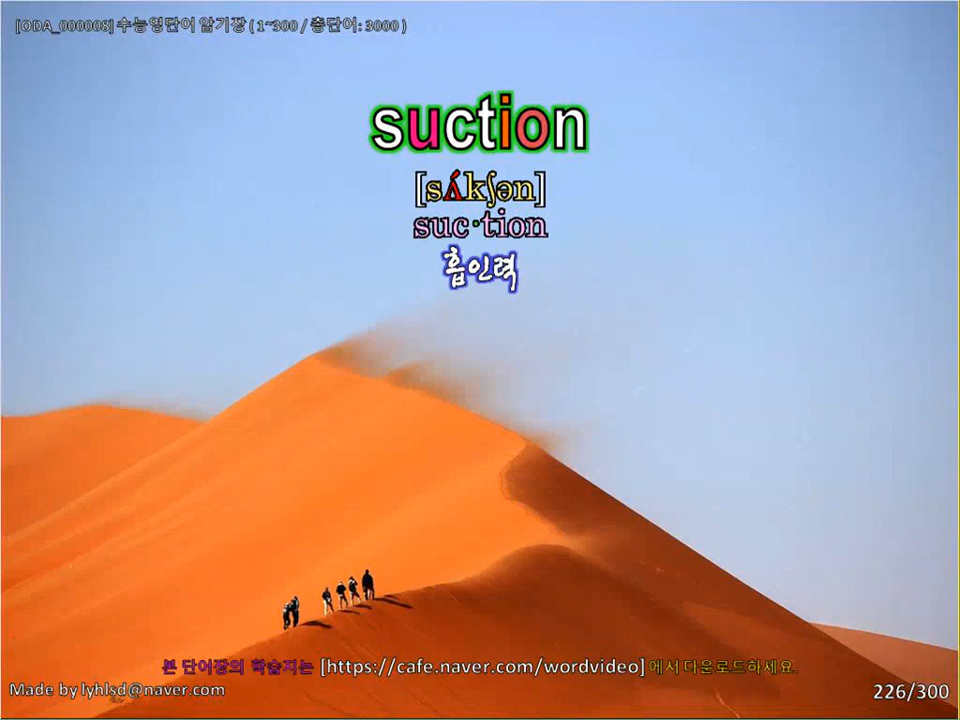 [ODA_000008] 수능영단어 암기장 ( 1~300 / 총단어: 3000 )
suction
[sʌ́kʃən]
suc·tion
흡인력
본 단어장의 학습지는 [https://cafe.naver.com/wordvideo] 에서 다운로드하세요.
Made by lyhlsd@naver.com
226/300